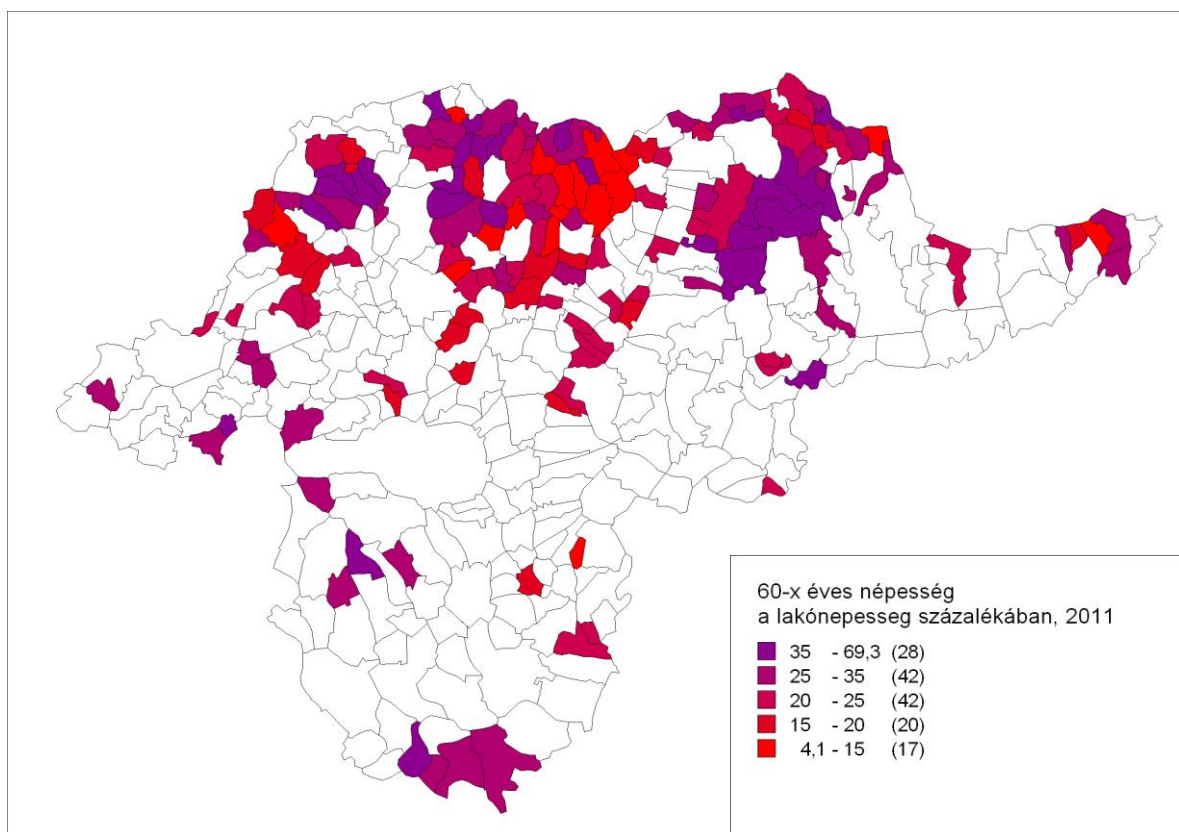 60-x éves népesség
a lakónepesseg százalékában, 2011
35 - 69,3 (28)
25 - 35 (42)
20 - 25 (42)
15 - 20 (20)
4,1 - 15 (17)